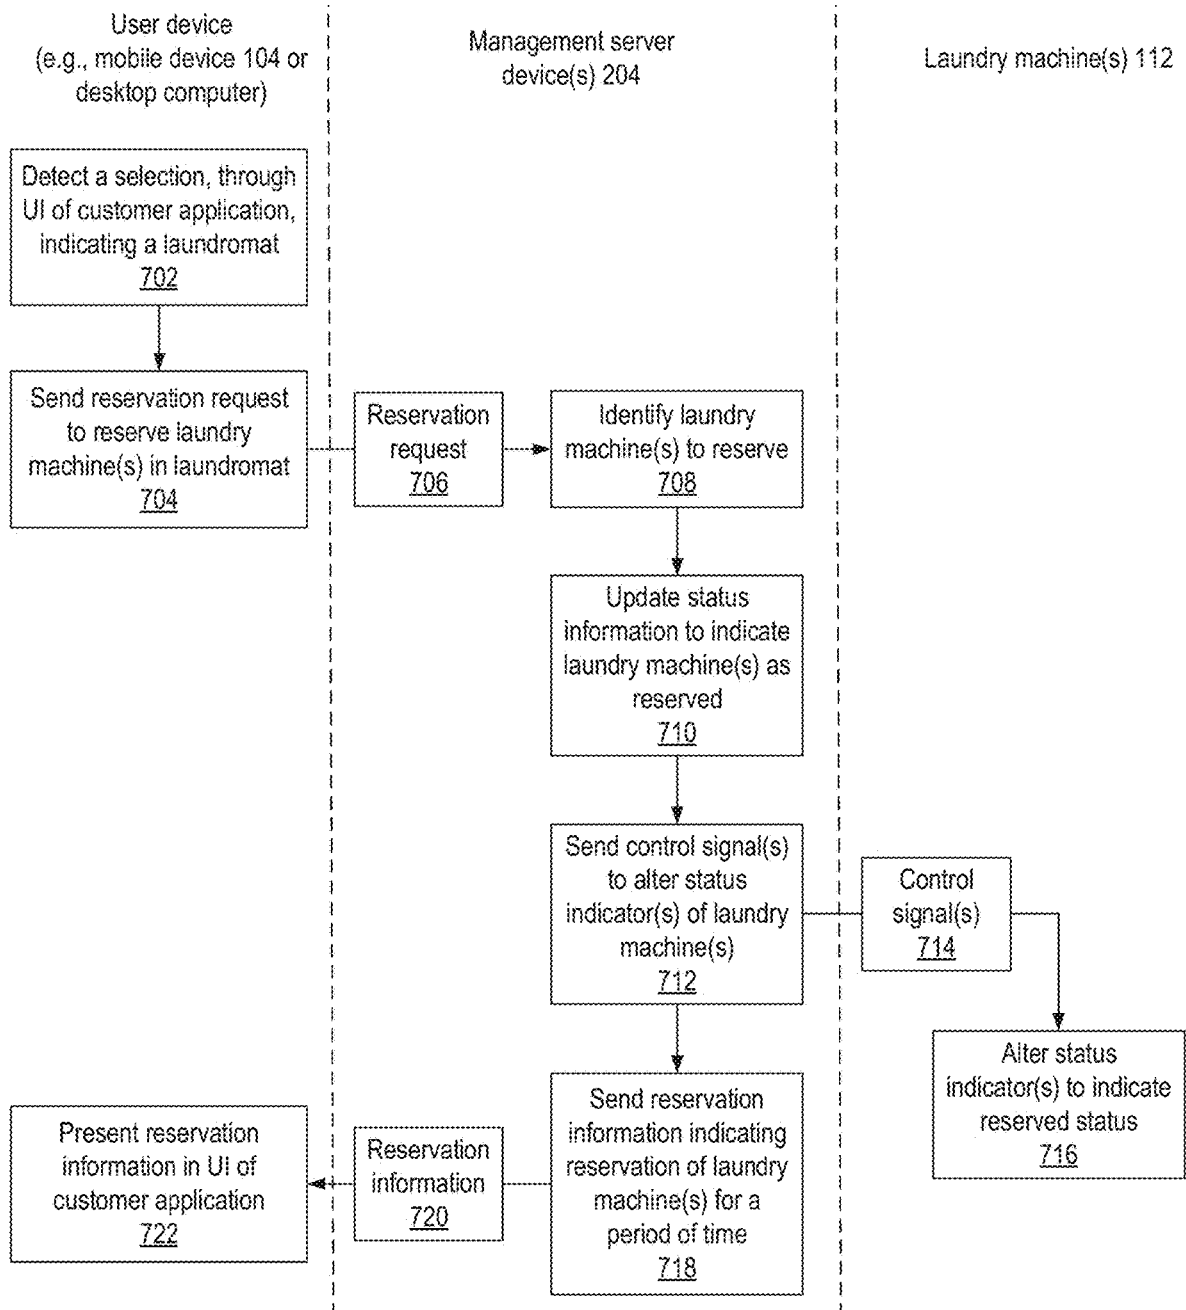 User device
(e.g., mobile device 104 or
desktop computer)
Management server
device(s) 204
Laundry machine(s) 112
Detect a selection, through
UI of customer application,
indicating a laundromat
702
Send reservation request
to reserve laundry
machine(s) in laundromat
704
Reservation
request
706
Identify laundry
machine(s) to reserve
708
Update status
information to indicate
laundry machine(s) as
reserved
710
Send control signal(s)
to alter status
indicator(s) of laundry
machine(s)
712
Control
signal(s)
714
Alter status
indicator(s) to indicate
reserved status
716
Send reservation
information indicating
reservation of laundry
machine(s) for a
period of time
718
Reservation
information
720
Present reservation
information in UI of
customer application
722